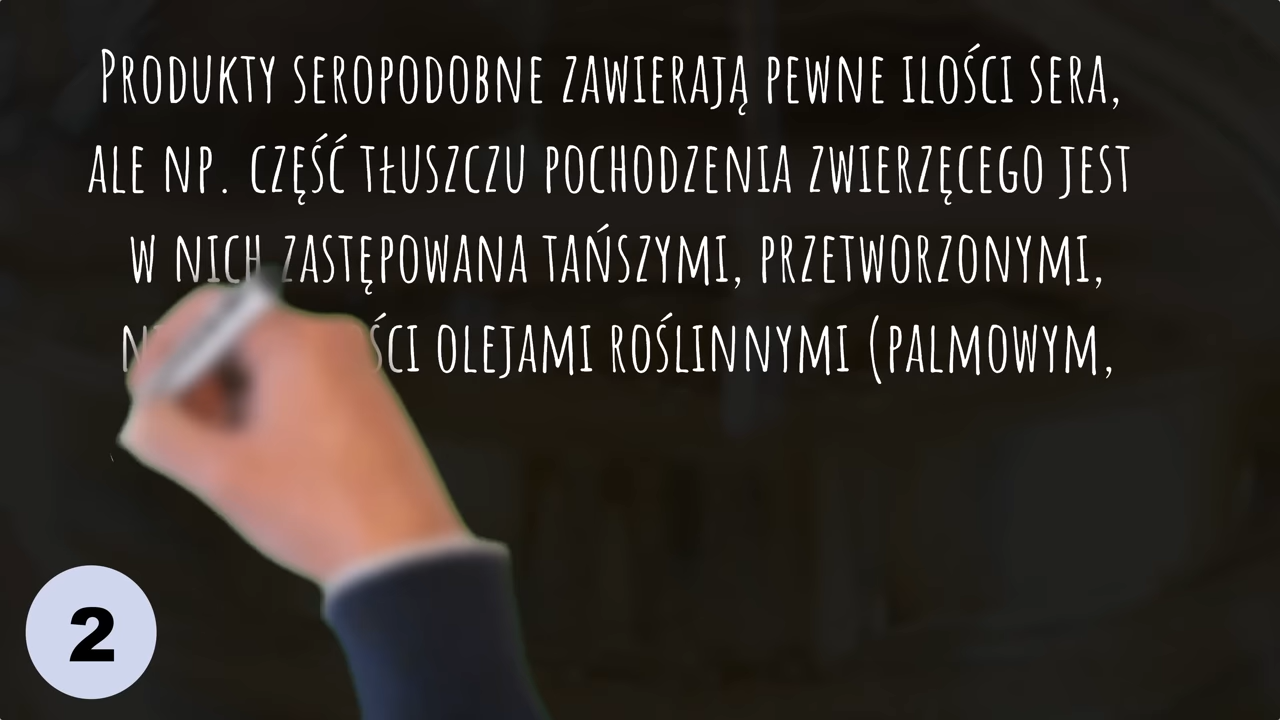 Produkty seropodobne zawierają pewne ilości sera,
ale np. część tłuszczu pochodzenia zwierzęcego jest
w nich zastępowana tańszymi, przetworzonymi,
olejami roślinnymi (palmowym,
2